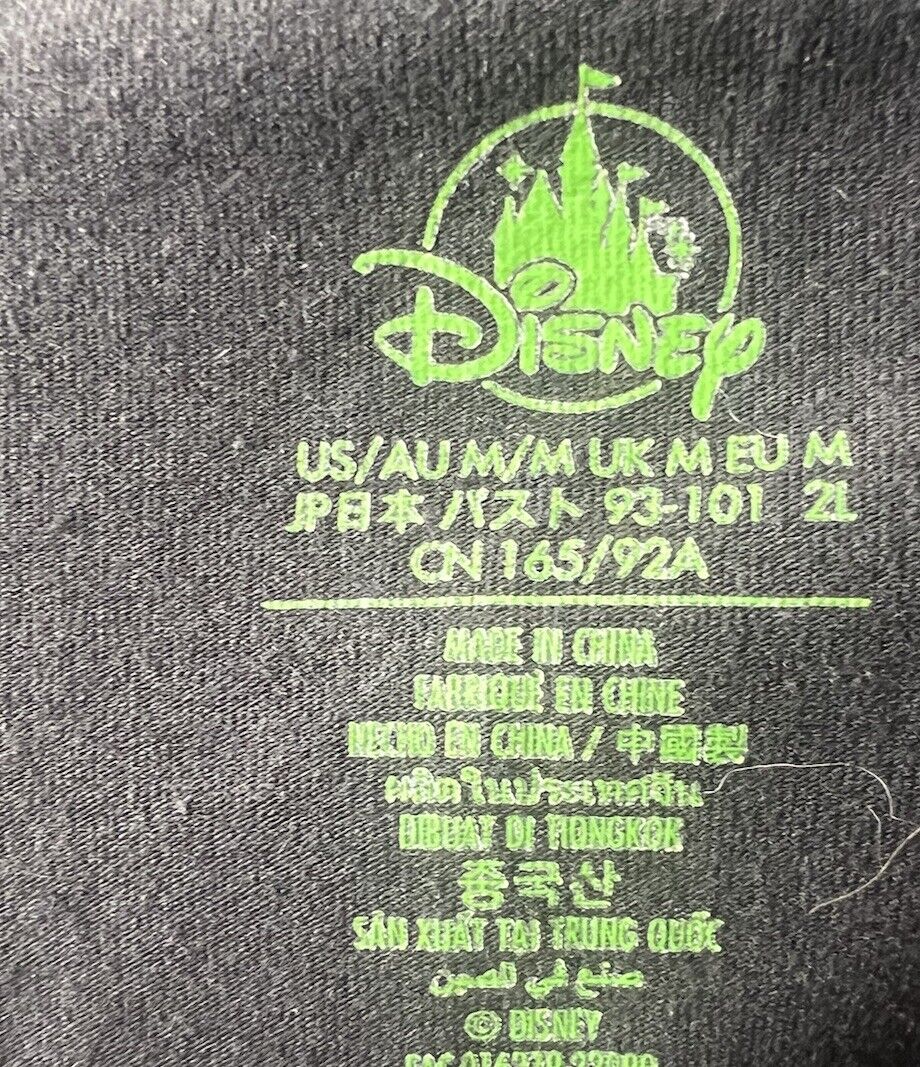 Disney
US/AU M/M UK M EU M
JP日本 バスト 93-101 2L
CN 165/92A
MADE IN CHINA
FABRIQUÉ EN CHINE
HECHO EN CHINA / 中國製
ผลิตในประเทศจีน
DIBUAT DI TIONGKOK
중국산
SẢN XUẤT TẠI TRUNG QUỐC
صنع في الصين
© DISNEY